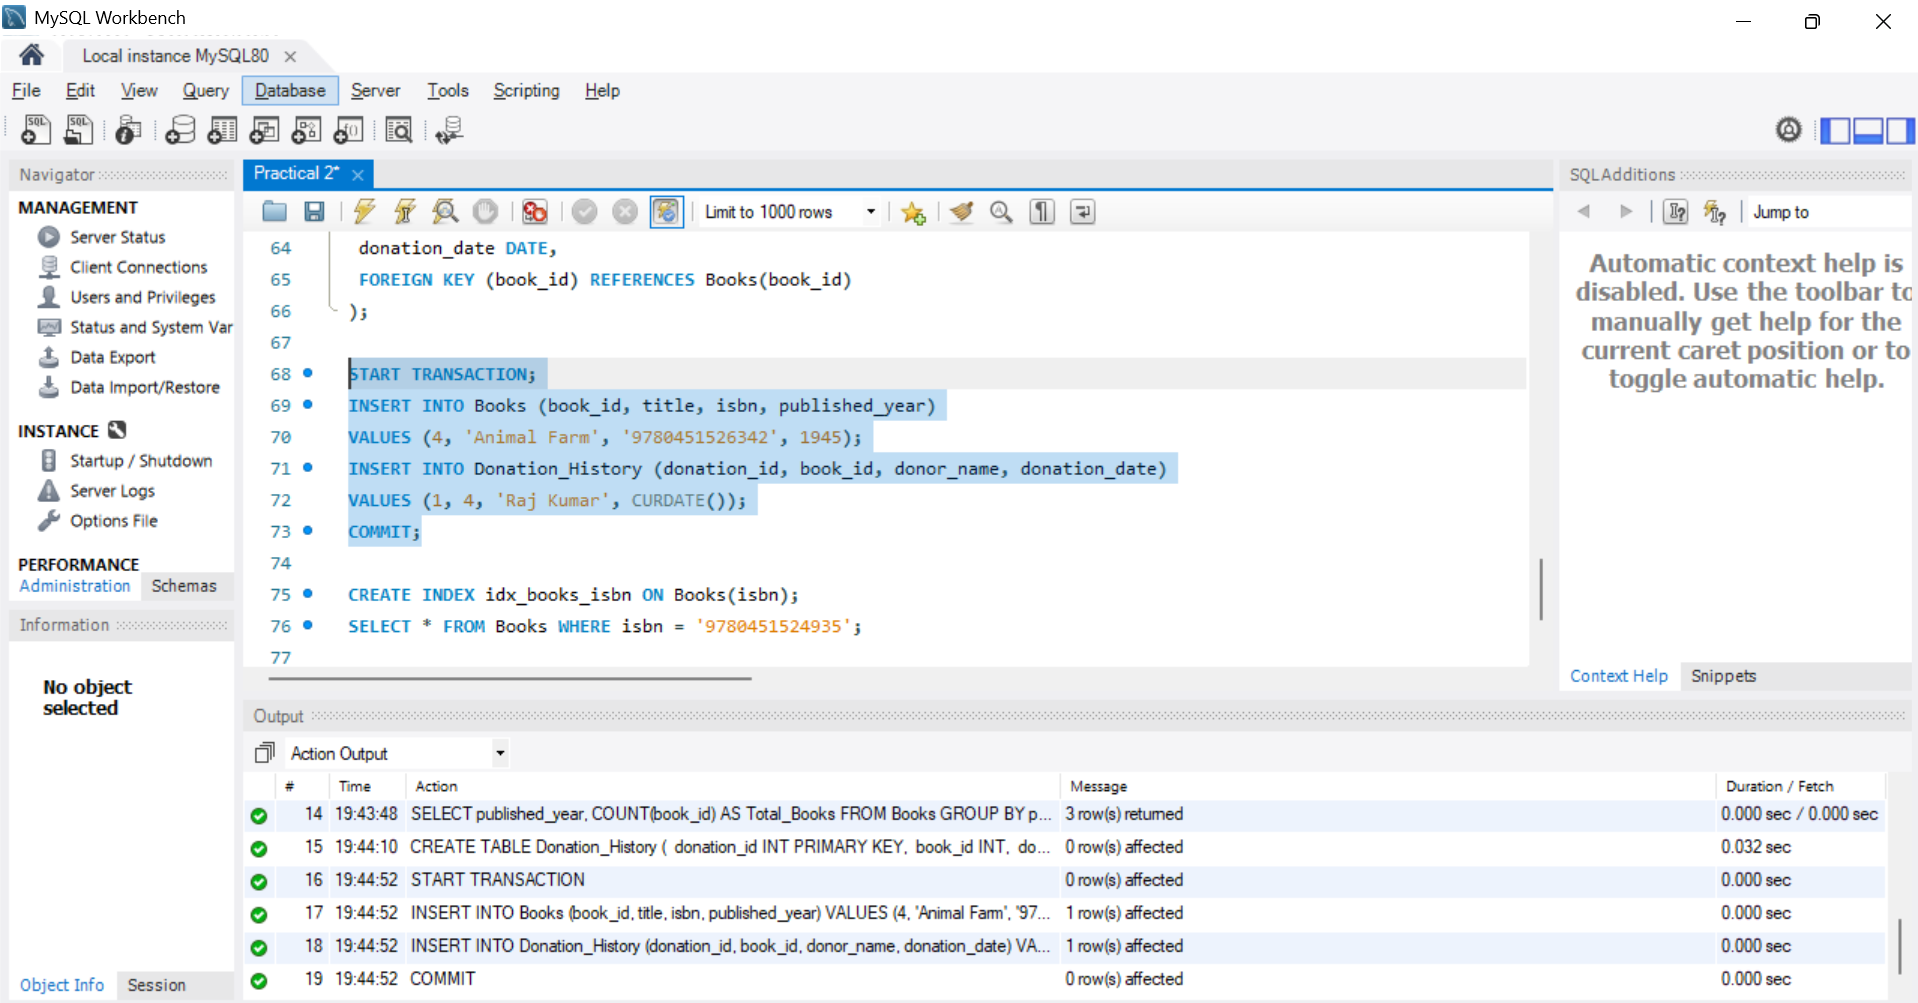 MySQL Workbench
Local instance MySQL80
File Edit View Query Database Server Tools Scripting Help
Navigator
MANAGEMENT
Server Status
Client Connections
Users and Privileges
Status and System Var
Data Export
Data Import/Restore
INSTANCE
Startup / Shutdown
Server Logs
Options File
PERFORMANCE
Administration Schemas
Information
No object
selected
Object Info Session
Practical 2*
Limit to 1000 rows
64 donation_date DATE,
65 FOREIGN KEY (book_id) REFERENCES Books(book_id)
66 );
67
68 START TRANSACTION;
69 INSERT INTO Books (book_id, title, isbn, published_year)
70 VALUES (4, 'Animal Farm', '9780451526342', 1945);
71 INSERT INTO Donation_History (donation_id, book_id, donor_name, donation_date)
72 VALUES (1, 4, 'Raj Kumar', CURDATE());
73 COMMIT;
74
75 CREATE INDEX idx_books_isbn ON Books(isbn);
76 SELECT * FROM Books WHERE isbn = '9780451524935';
77
SQLAdditions
Jump to
Automatic context help is
disabled. Use the toolbar to
manually get help for the
current caret position or to
toggle automatic help.
Context Help Snippets
Output
Action Output
# Time Action Message Duration / Fetch
14 19:43:48 SELECT published_year, COUNT(book_id) AS Total_Books FROM Books GROUP BY p... 3 row(s) returned 0.000 sec / 0.000 sec
15 19:44:10 CREATE TABLE Donation_History ( donation_id INT PRIMARY KEY, book_id INT, do... 0 row(s) affected 0.032 sec
16 19:44:52 START TRANSACTION 0 row(s) affected 0.000 sec
17 19:44:52 INSERT INTO Books (book_id, title, isbn, published_year) VALUES (4, 'Animal Farm', '97... 1 row(s) affected 0.000 sec
18 19:44:52 INSERT INTO Donation_History (donation_id, book_id, donor_name, donation_date) VA... 1 row(s) affected 0.000 sec
19 19:44:52 COMMIT 0 row(s) affected 0.000 sec